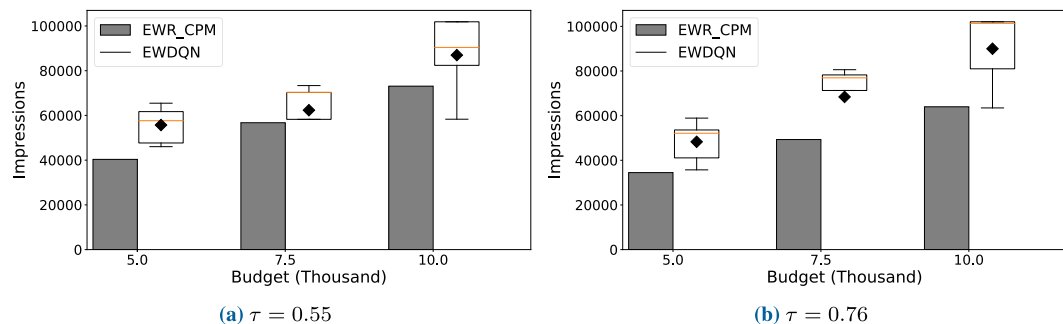 100000
80000
60000
40000
20000
0
Impressions
EWR_CPM
EWDQN
5.0
7.5
10.0
Budget (Thousand)
(a) τ = 0.55
100000
80000
60000
40000
20000
0
Impressions
EWR_CPM
EWDQN
5.0
7.5
10.0
Budget (Thousand)
(b) τ = 0.76